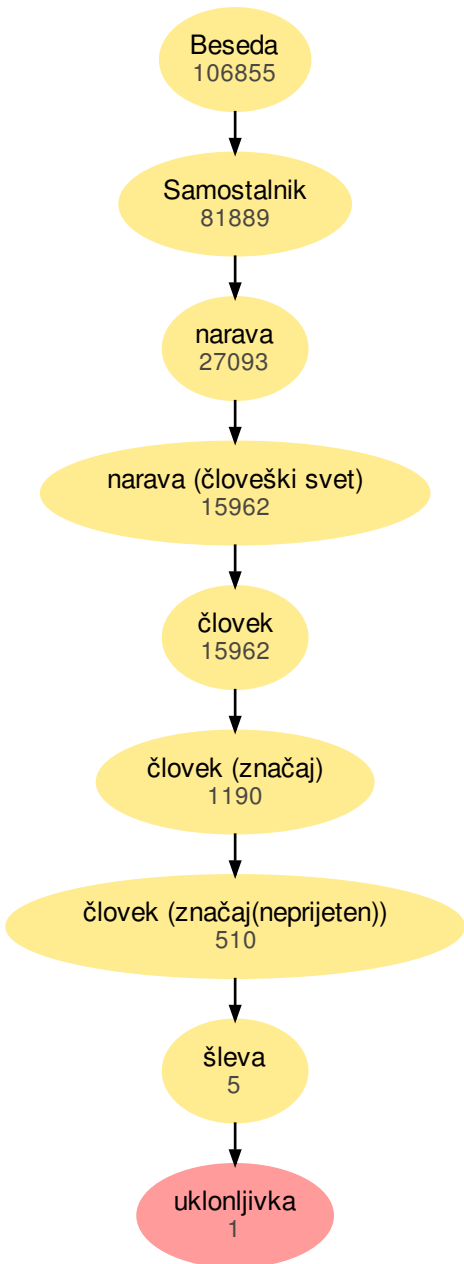 Beseda
106855
Samostalnik
81889
narava
27093
narava (človeški svet)
15962
človek
15962
človek (značaj)
1190
človek (značaj(neprijeten))
510
šleva
5
uklonljivka
1